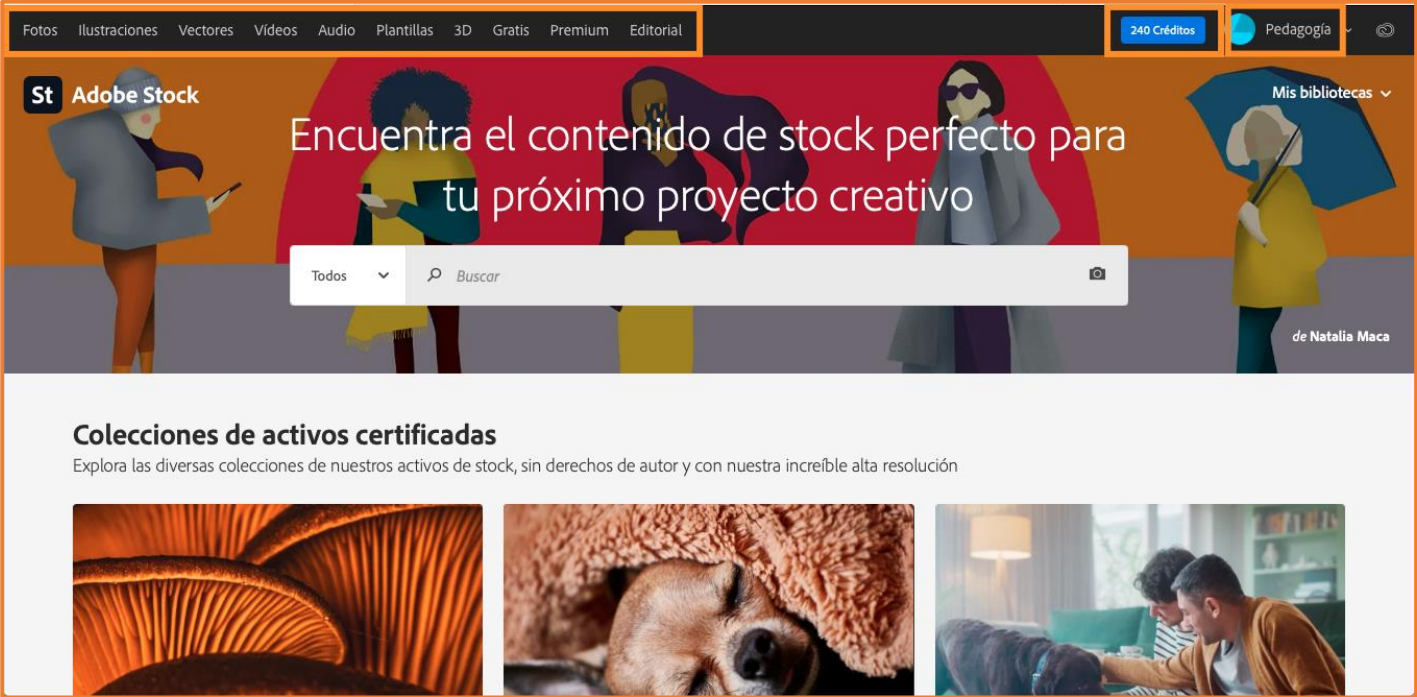 Fotos Ilustraciones Vectores Vídeos Audio Plantillas 3D Gratis Premium Editorial 240 Créditos Pedagogía
St Adobe Stock
Mis bibliotecas
Encuentra el contenido de stock perfecto para
tu próximo proyecto creativo
Todos Buscar
de Natalia Maca
Colecciones de activos certificadas
Explora las diversas colecciones de nuestros activos de stock, sin derechos de autor y con nuestra increíble alta resolución